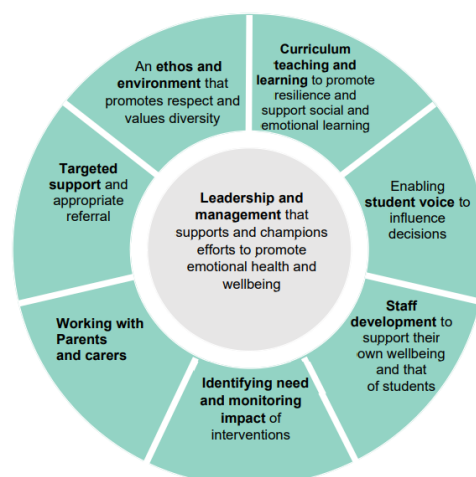 An ethos and
environment that
promotes respect and
values diversity
Curriculum
teaching and
learning to promote
resilience and
support social and
emotional learning
Enabling
student voice to
influence
decisions
Staff
development to
support their
own wellbeing
and that
of students
Identifying need
and monitoring
impact of
interventions
Working with
Parents
and carers
Targeted
support and
appropriate
referral
Leadership and
management that
supports and champions
efforts to promote
emotional health and
wellbeing